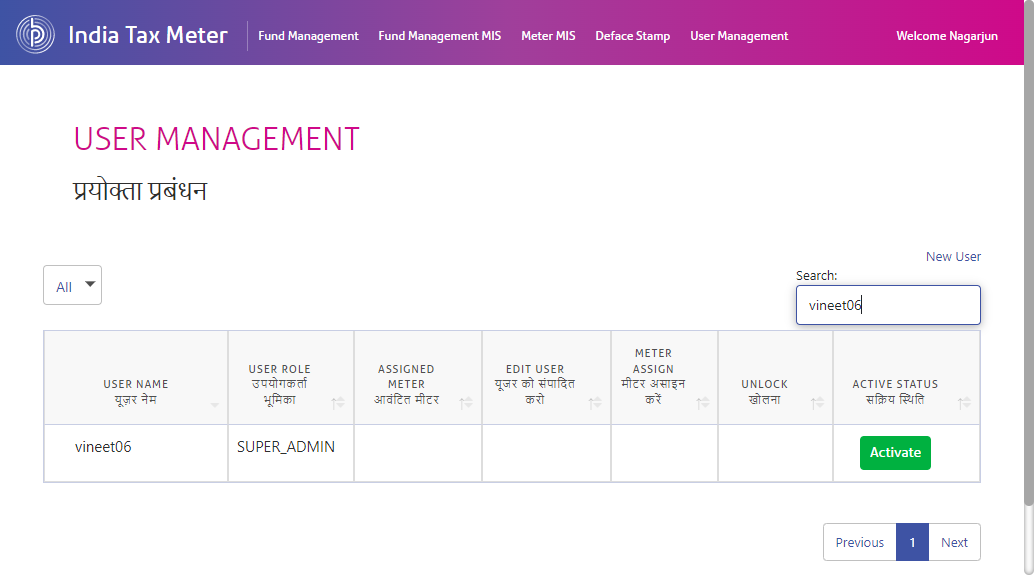 India Tax Meter
Fund Management
Fund Management MIS
Meter MIS
Deface Stamp
User Management
Welcome Nagarjun
USER MANAGEMENT
प्रयोक्ता प्रबंधन
New User
All
Search:
vineet06
USER NAME
यूज़र नेम
USER ROLE
उपयोगकर्ता
भूमिका
ASSIGNED
METER
आवंटित मीटर
EDIT USER
यूज़र को संपादित
करो
METER
ASSIGN
मीटर असाइन
करें
UNLOCK
खोलना
ACTIVE STATUS
सक्रिय स्थिति
vineet06
SUPER_ADMIN
Activate
Previous
1
Next